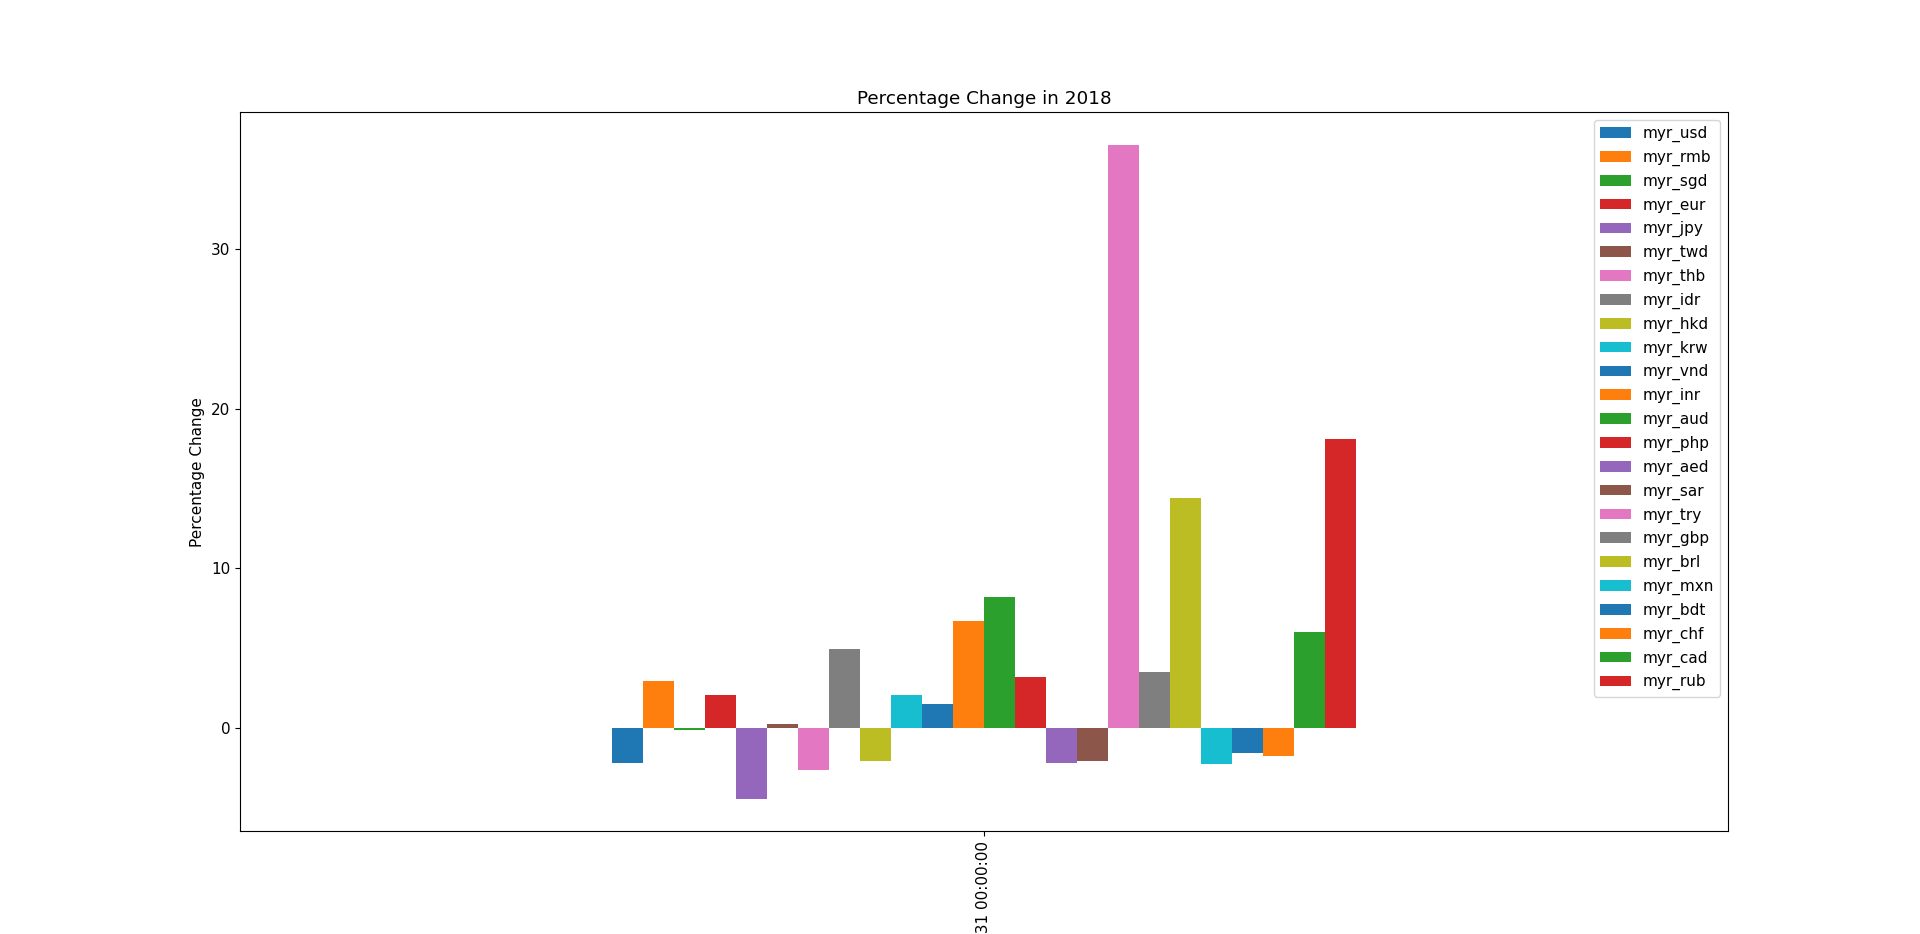 Percentage Change in 2018
Percentage Change
30
20
10
0
31 00:00:00
myr_usd
myr_rmb
myr_sgd
myr_eur
myr_jpy
myr_twd
myr_thb
myr_idr
myr_hkd
myr_krw
myr_vnd
myr_inr
myr_aud
myr_php
myr_aed
myr_sar
myr_try
myr_gbp
myr_brl
myr_mxn
myr_bdt
myr_chf
myr_cad
myr_rub